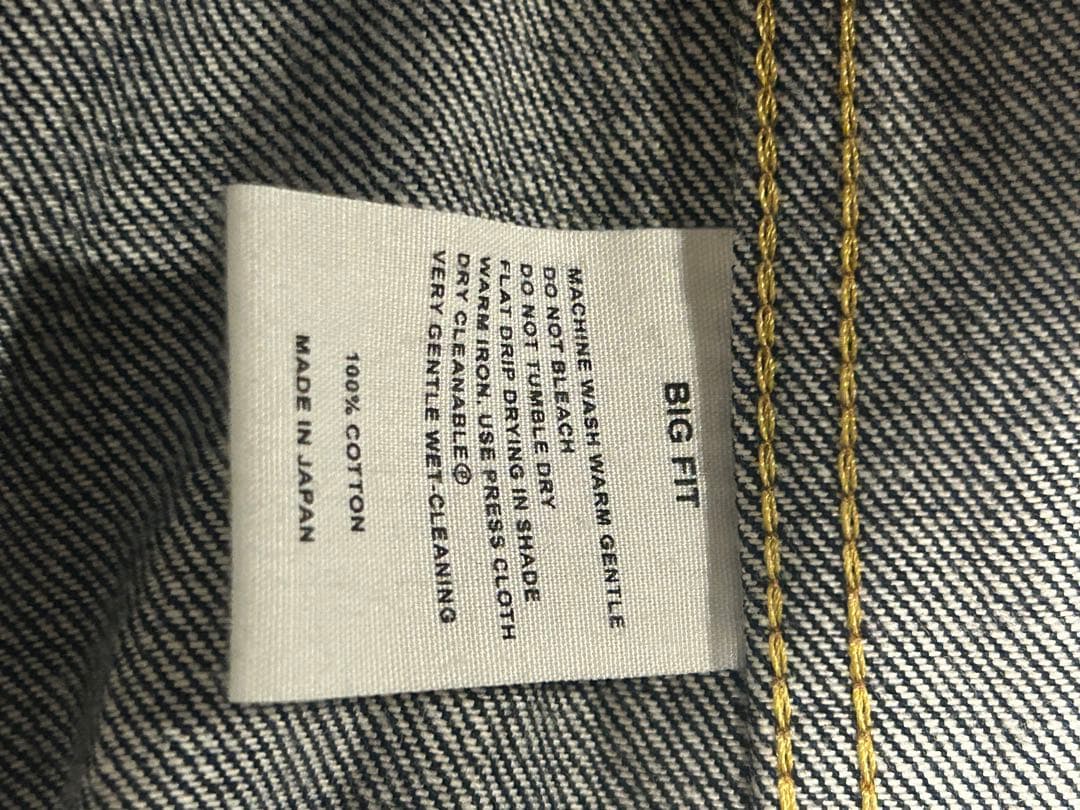 BIG FIT
MACHINE WASH WARM GENTLE
DO NOT BLEACH
DO NOT TUMBLE DRY
FLAT DRIP DRYING IN SHADE
WARM IRON, USE PRESS CLOTH
DRY CLEANABLE Ⓟ
VERY GENTLE WET-CLEANING
100% COTTON
MADE IN JAPAN